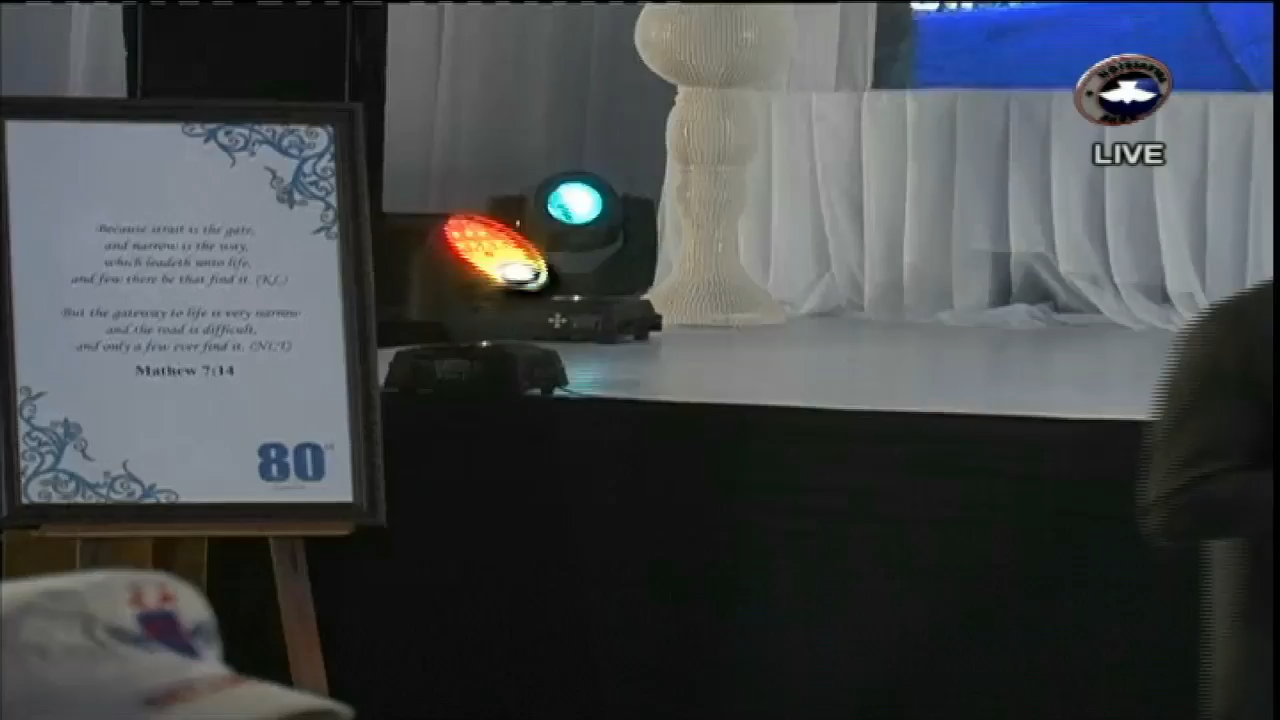 Because strait is the gate,
and narrow is the way,
which leadeth unto life,
and few there be that find it. (KJ.)
But the gateway to life is very narrow
and the road is difficult,
and only a few ever find it. (NLT)
Mathew 7:14
80
LIVE